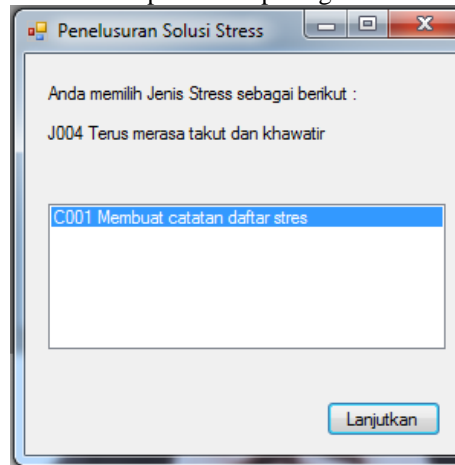 Penelusuran Solusi Stress
Anda memilih Jenis Stress sebagai berikut :
J004 Terus merasa takut dan khawatir
C001 Membuat catatan daftar stres
Lanjutkan